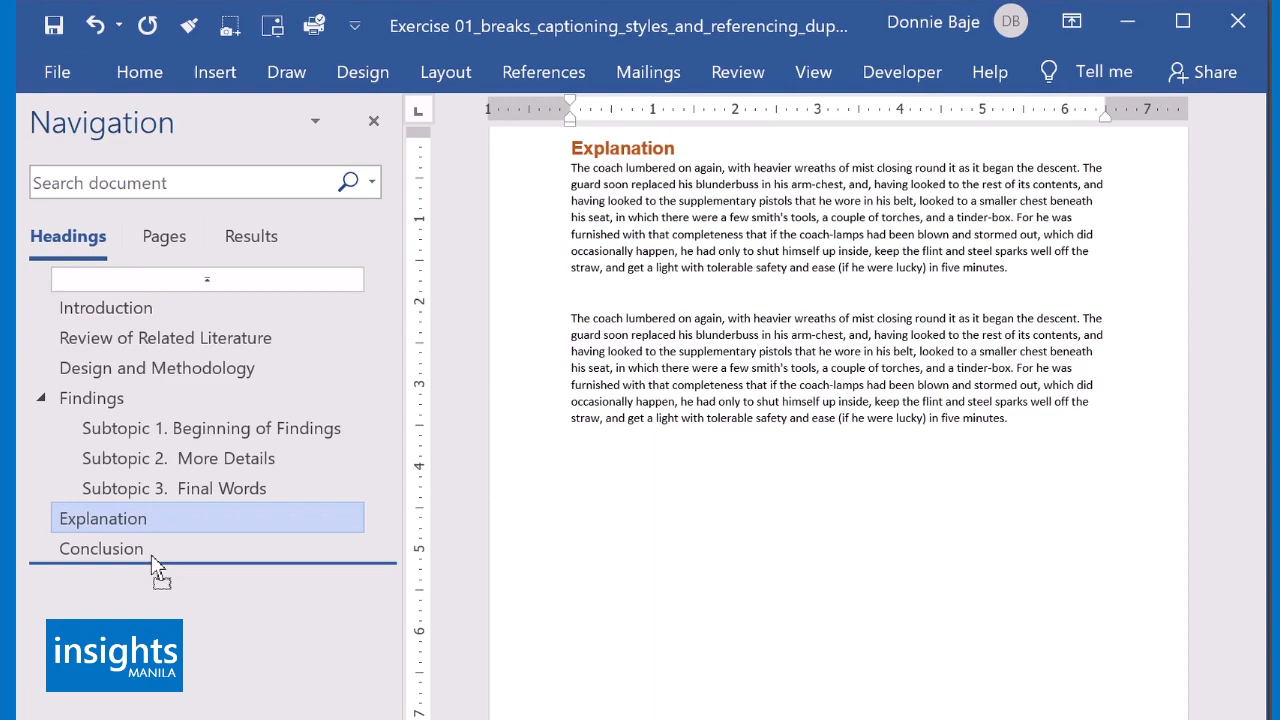 Exercise 01_breaks_captioning_styles_and_referencing_dup...
Donnie Baje
DB
File Home Insert Draw Design Layout References Mailings Review View Developer Help Tell me Share
Navigation
Search document
Headings Pages Results
Introduction
Review of Related Literature
Design and Methodology
Findings
Subtopic 1. Beginning of Findings
Subtopic 2.  More Details
Subtopic 3.  Final Words
Explanation
Conclusion
insights
MANILA
L
1 1 2 3 4 5 6 7
1
2
3
4
5
6
7
Explanation
The coach lumbered on again, with heavier wreaths of mist closing round it as it began the descent. The
guard soon replaced his blunderbuss in his arm-chest, and, having looked to the rest of its contents, and
having looked to the supplementary pistols that he wore in his belt, looked to a smaller chest beneath
his seat, in which there were a few smith's tools, a couple of torches, and a tinder-box. For he was
furnished with that completeness that if the coach-lamps had been blown and stormed out, which did
occasionally happen, he had only to shut himself up inside, keep the flint and steel sparks well off the
straw, and get a light with tolerable safety and ease (if he were lucky) in five minutes.
The coach lumbered on again, with heavier wreaths of mist closing round it as it began the descent. The
guard soon replaced his blunderbuss in his arm-chest, and, having looked to the rest of its contents, and
having looked to the supplementary pistols that he wore in his belt, looked to a smaller chest beneath
his seat, in which there were a few smith's tools, a couple of torches, and a tinder-box. For he was
furnished with that completeness that if the coach-lamps had been blown and stormed out, which did
occasionally happen, he had only to shut himself up inside, keep the flint and steel sparks well off the
straw, and get a light with tolerable safety and ease (if he were lucky) in five minutes.